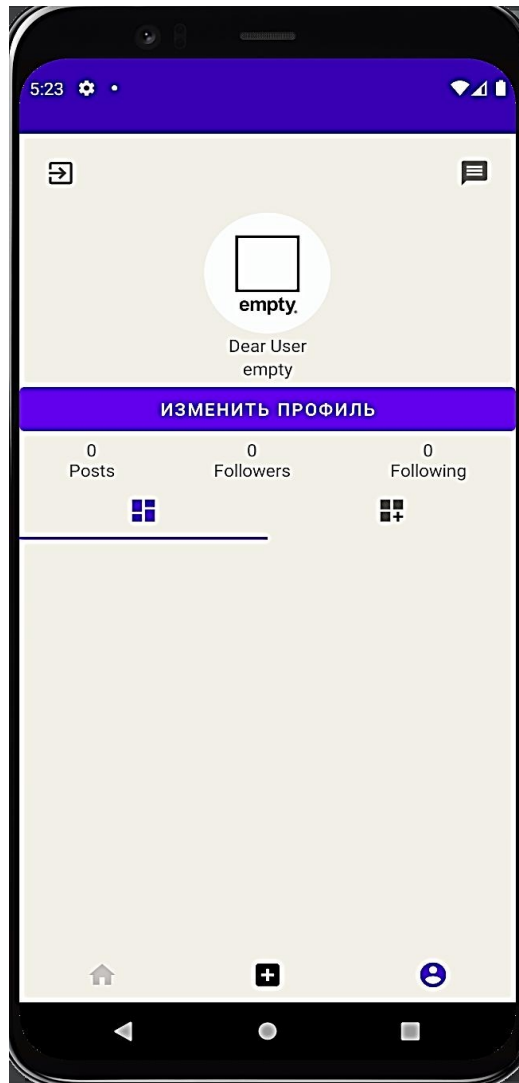 5:23
empty.
Dear User
empty
ИЗМЕНИТЬ ПРОФИЛЬ
0 0 0
Posts Followers Following